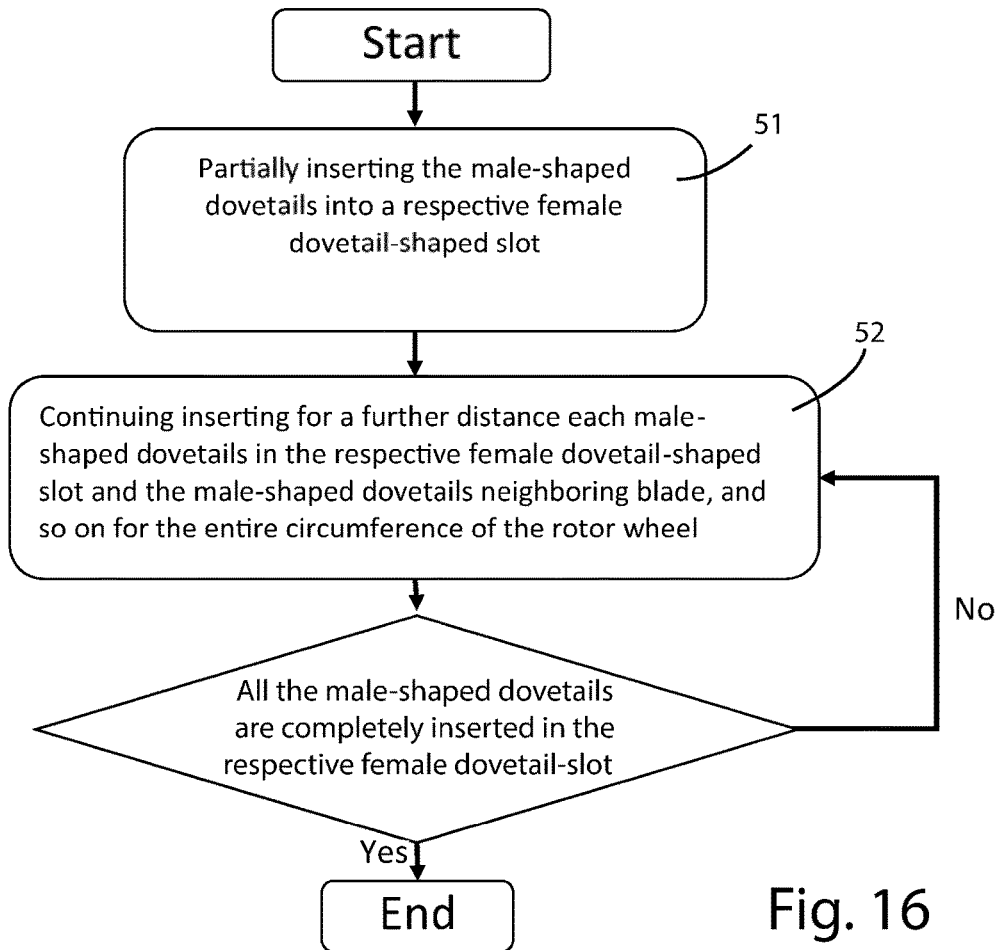 Start
51
Partially inserting the male-shaped
dovetails into a respective female
dovetail-shaped slot
52
Continuing inserting for a further distance each male-
shaped dovetails in the respective female dovetail-shaped
slot and the male-shaped dovetails neighboring blade, and
so on for the entire circumference of the rotor wheel
No
All the male-shaped dovetails
are completely inserted in the
respective female dovetail-slot
Yes
End
Fig. 16